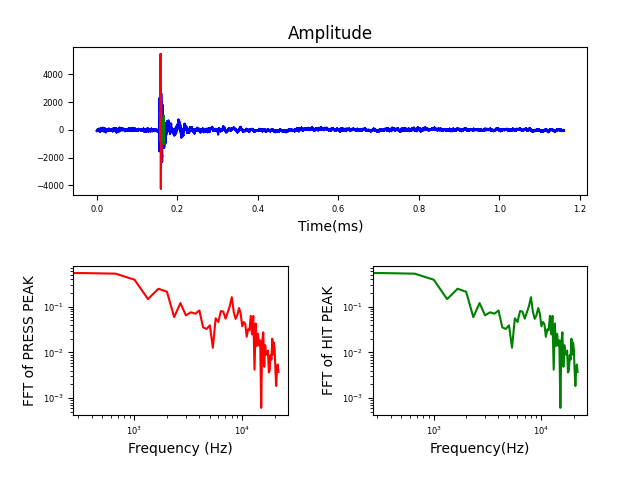 Amplitude
4000
2000
0
−2000
−4000
0.0 0.2 0.4 0.6 0.8 1.0 1.2
Time(ms)
FFT of PRESS PEAK
10⁻¹
10⁻²
10⁻³
10³ 10⁴
Frequency (Hz)
FFT of HIT PEAK
10⁻¹
10⁻²
10⁻³
10³ 10⁴
Frequency(Hz)